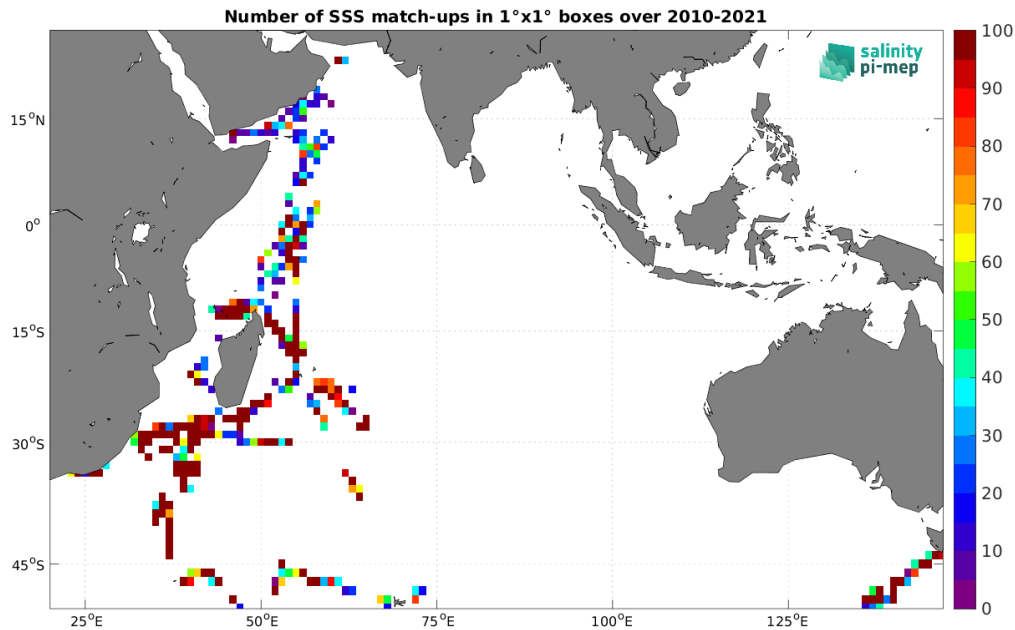 Number of SSS match-ups in 1°x1° boxes over 2010-2021
salinity
pi-mep
15°N
0°
15°S
30°S
45°S
25°E
50°E
75°E
100°E
125°E
100
90
80
70
60
50
40
30
20
10
0